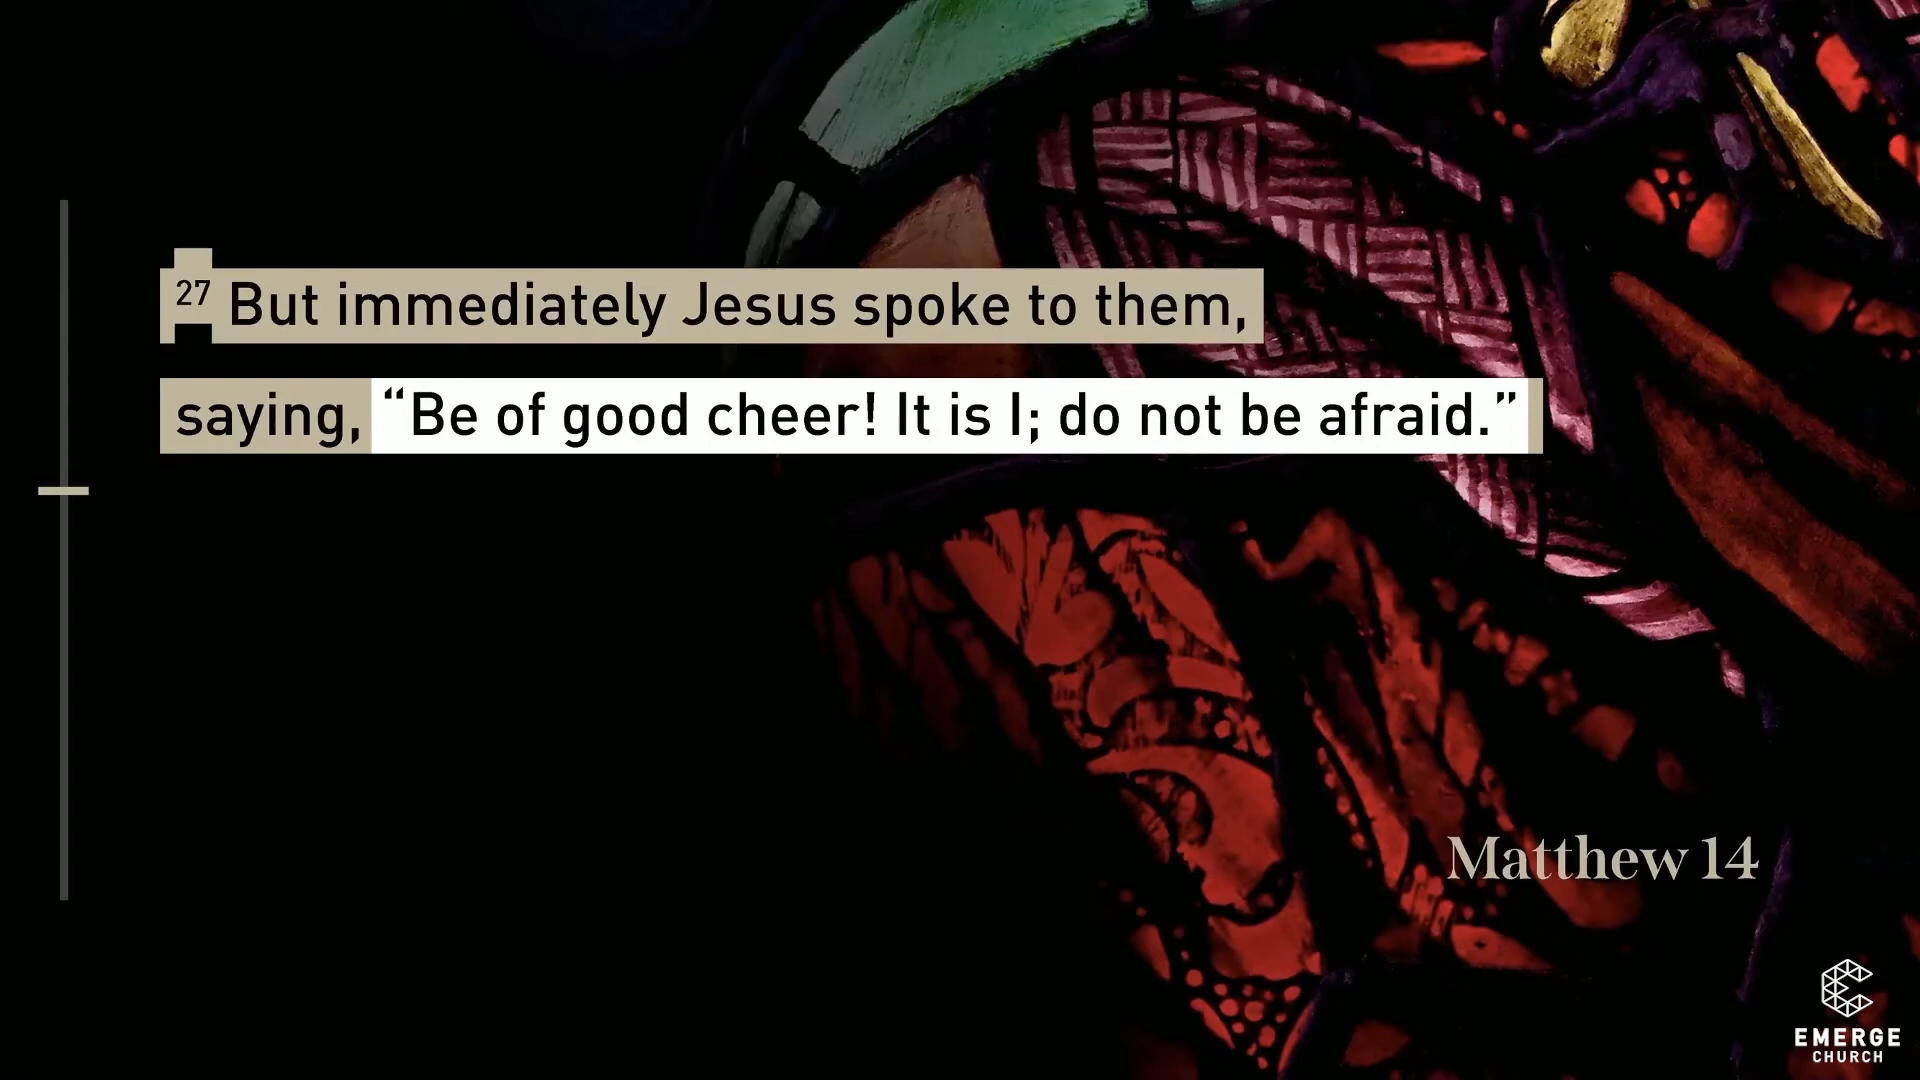 27 But immediately Jesus spoke to them,
saying, “Be of good cheer! It is I; do not be afraid.”
Matthew 14
EMERGE
CHURCH